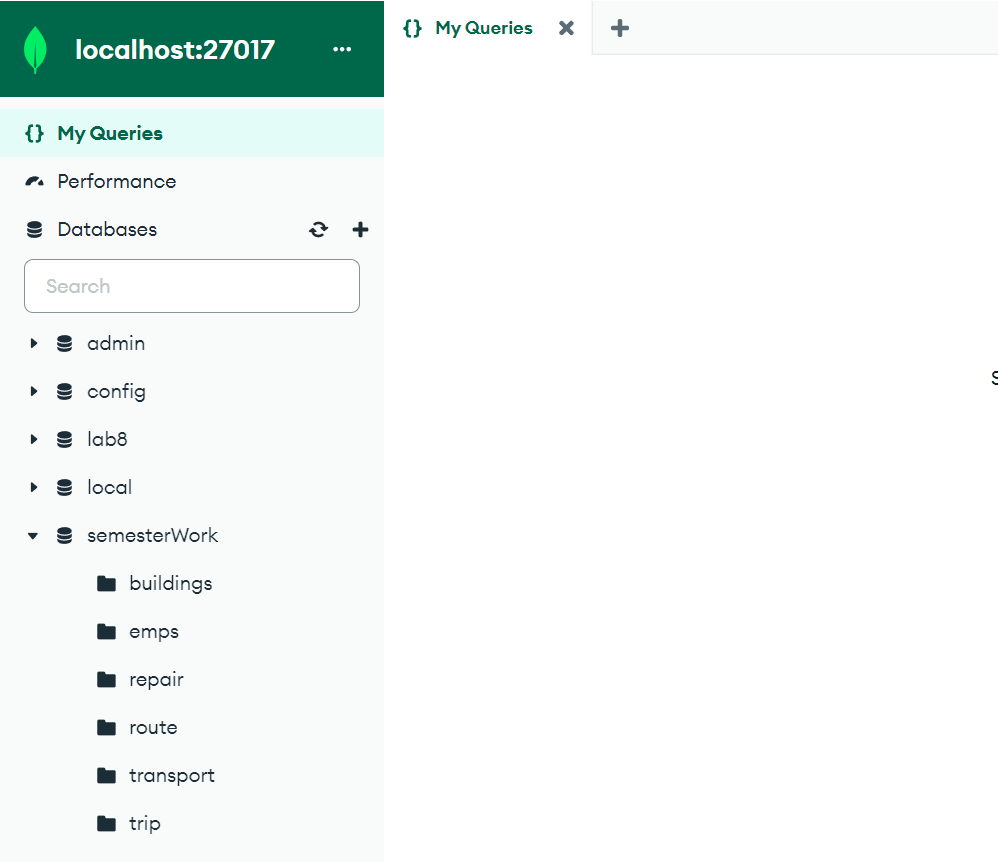 localhost:27017
My Queries
My Queries
Performance
Databases
Search
admin
config
lab8
local
semesterWork
buildings
emps
repair
route
transport
trip